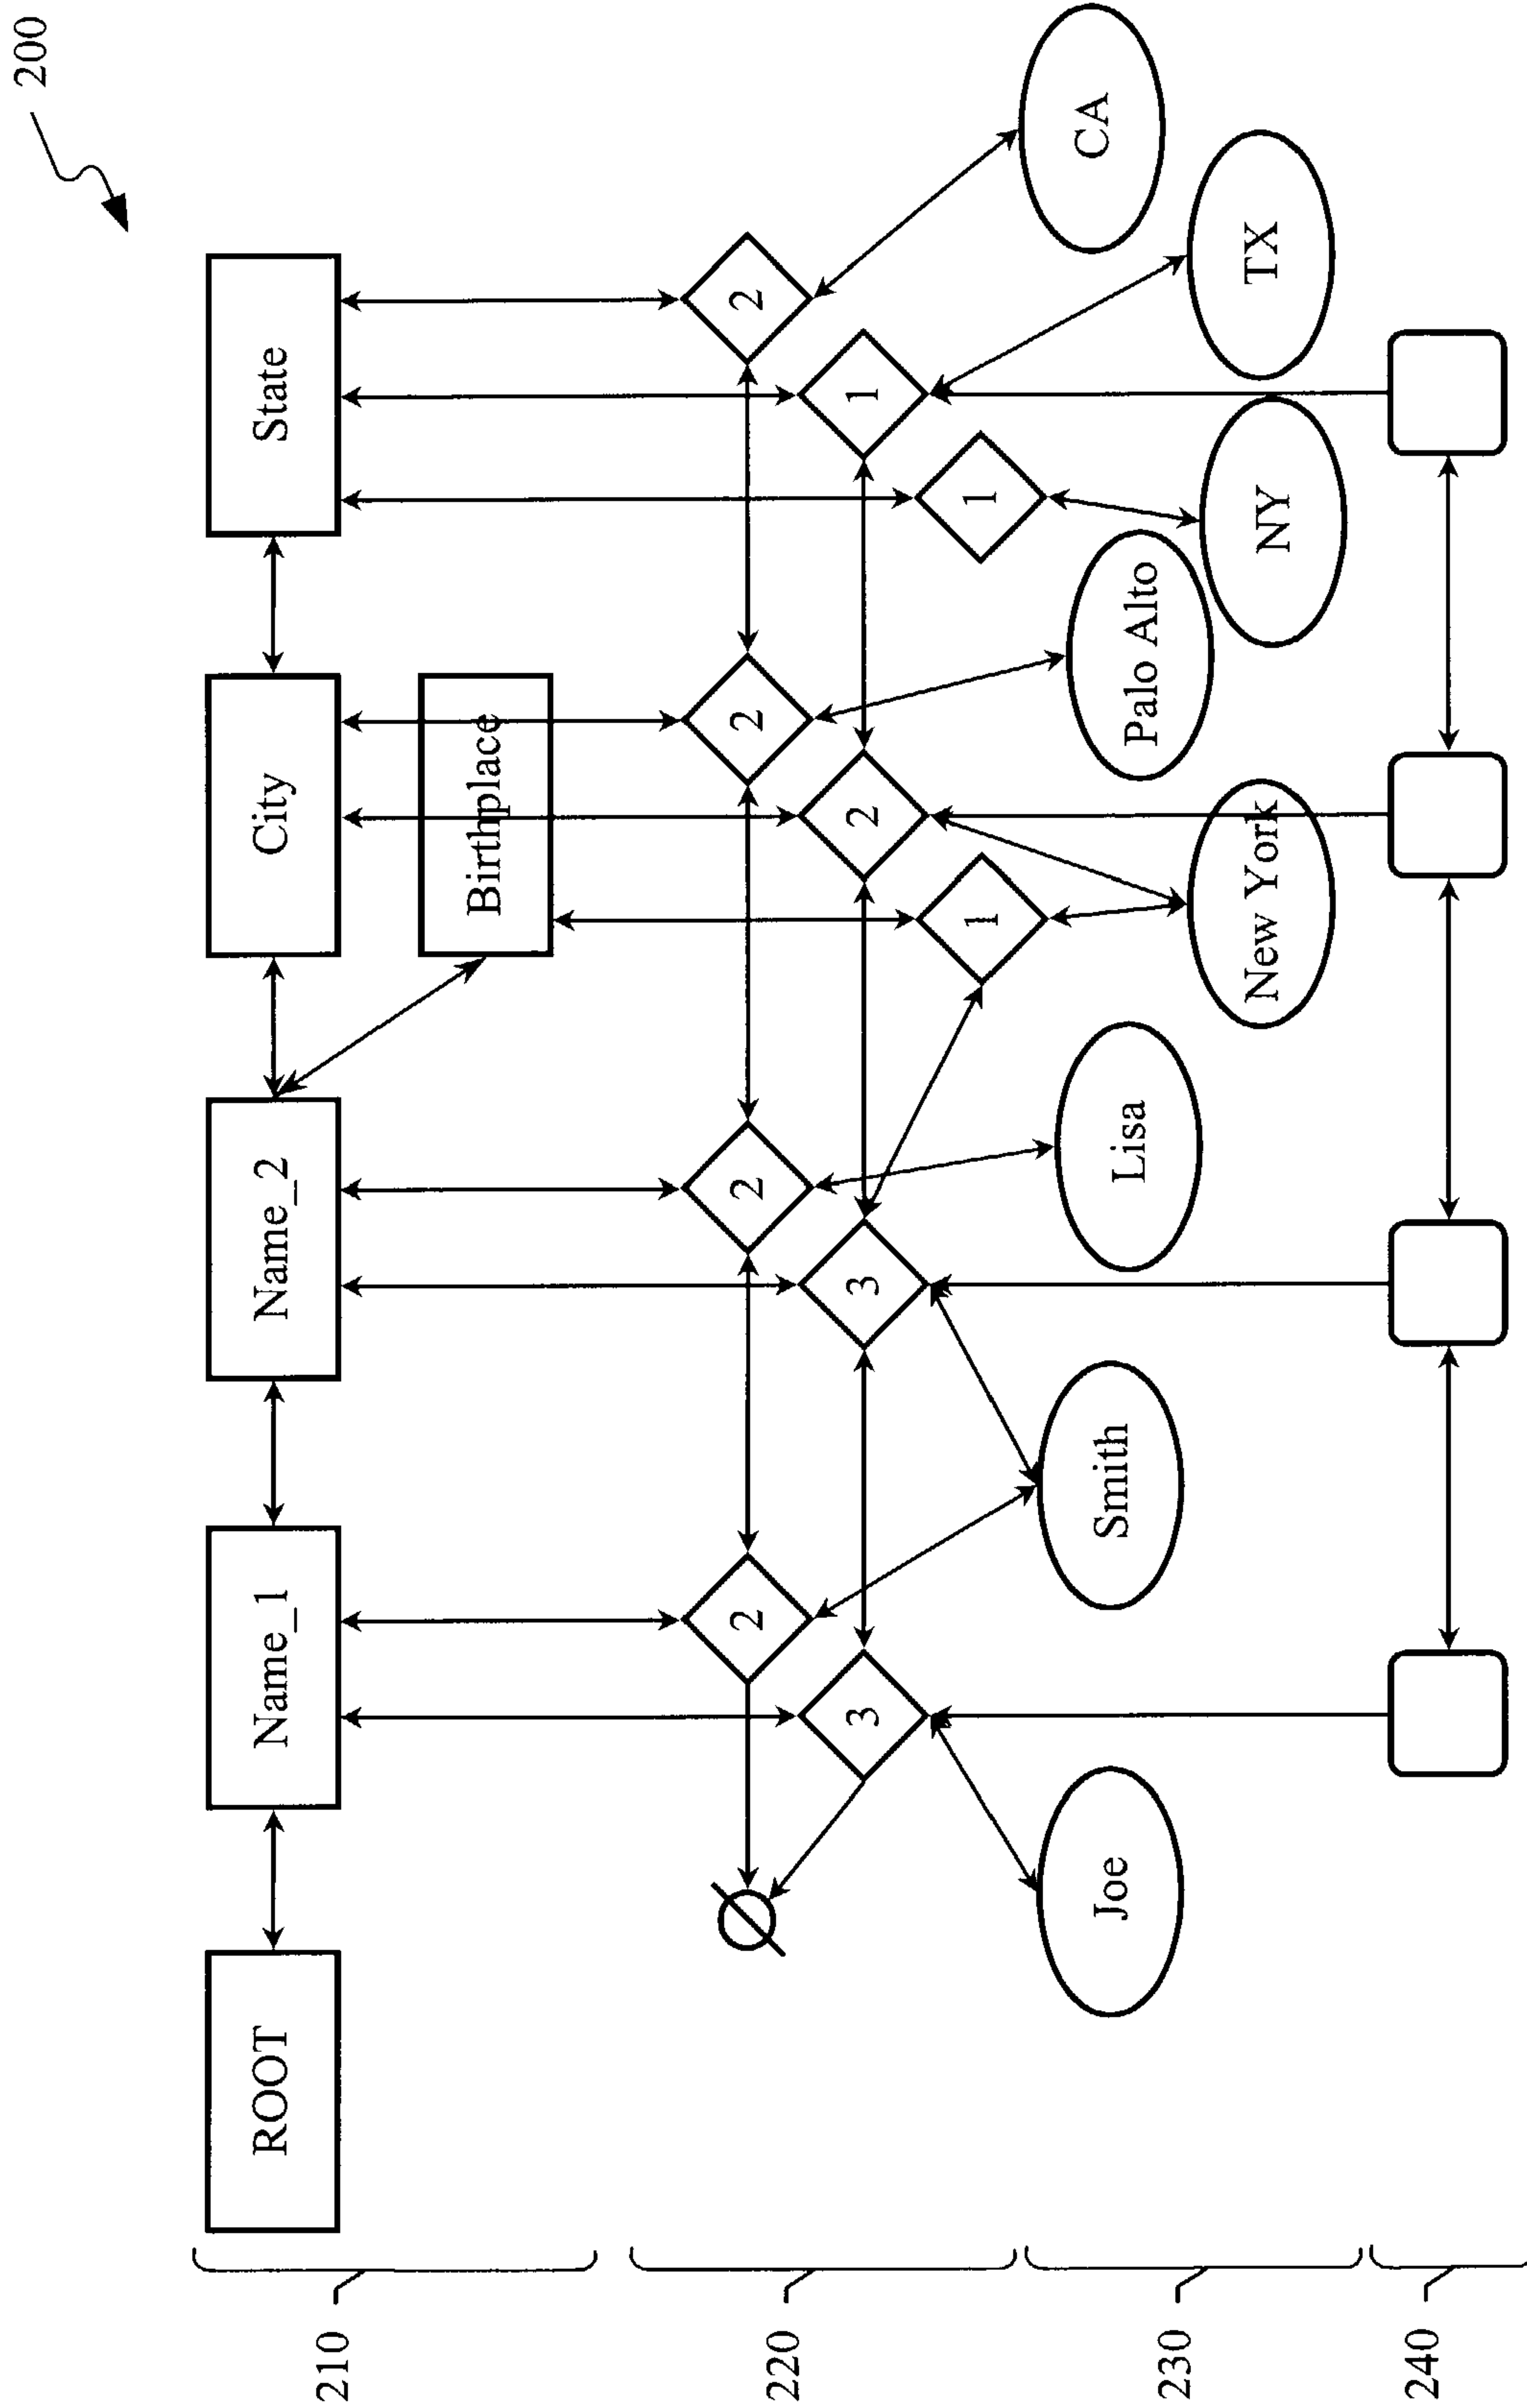 200
ROOT
Name_1
Name_2
City
State
Birthplace
210
2
2
2
2
3
3
2
1
1
1
220
Joe
Smith
Lisa
New York
Palo Alto
NY
TX
CA
230
240